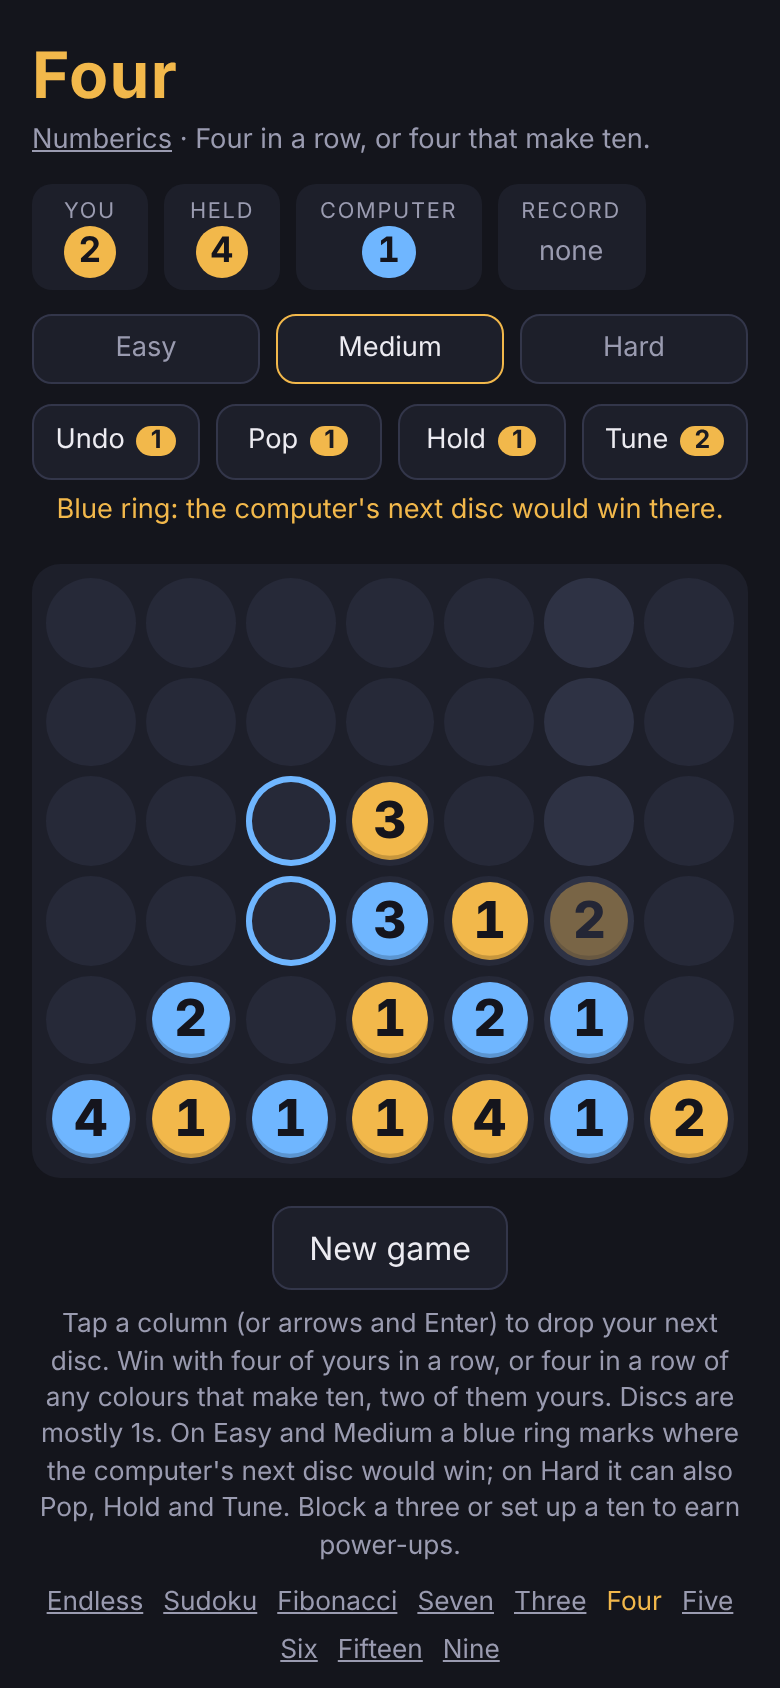 Four
Numberics · Four in a row, or four that make ten.
YOU HELD COMPUTER RECORD
2 4 1 none
Easy Medium Hard
Undo 1 Pop 1 Hold 1 Tune 2
Blue ring: the computer's next disc would win there.
3
3 1 2
2 1 2 1
4 1 1 1 4 1 2
New game
Tap a column (or arrows and Enter) to drop your next
disc. Win with four of yours in a row, or four in a row of
any colours that make ten, two of them yours. Discs are
mostly 1s. On Easy and Medium a blue ring marks where
the computer's next disc would win; on Hard it can also
Pop, Hold and Tune. Block a three or set up a ten to earn
power-ups.
Endless Sudoku Fibonacci Seven Three Four Five
Six Fifteen Nine